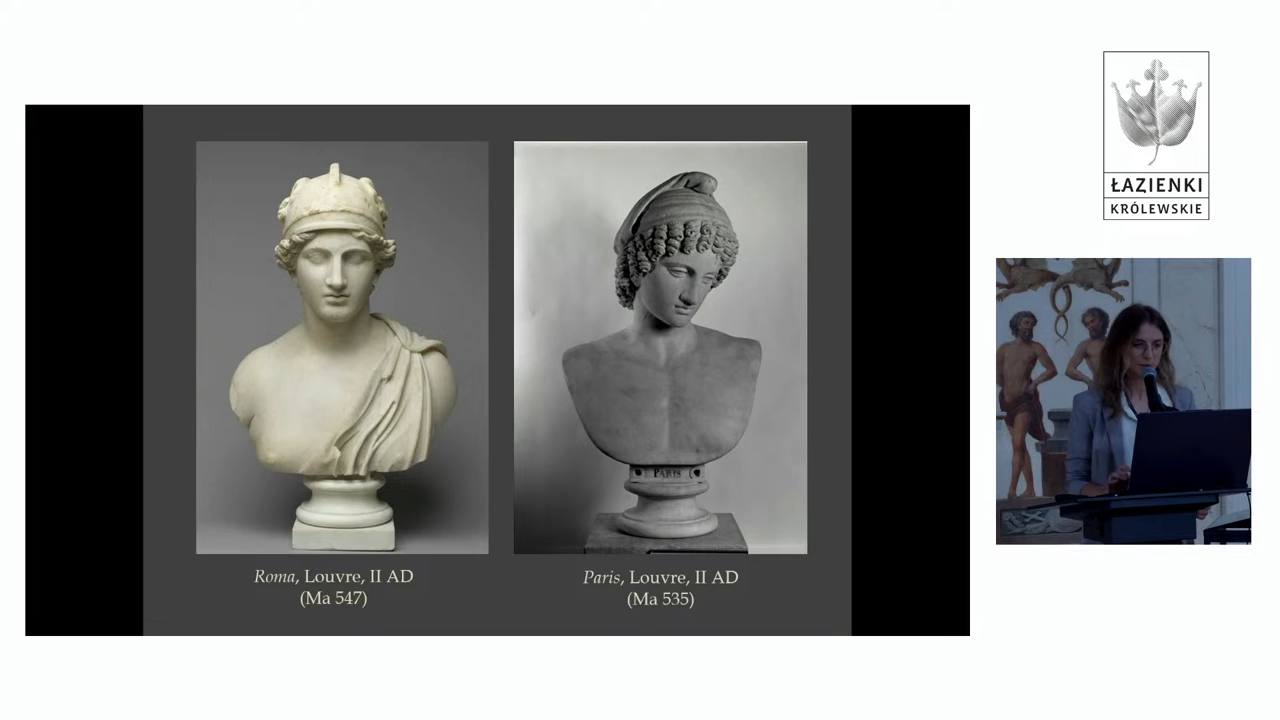 ŁAZIENKI
KRÓLEWSKIE
PARIS
Roma, Louvre, II AD
(Ma 547)
Paris, Louvre, II AD
(Ma 535)